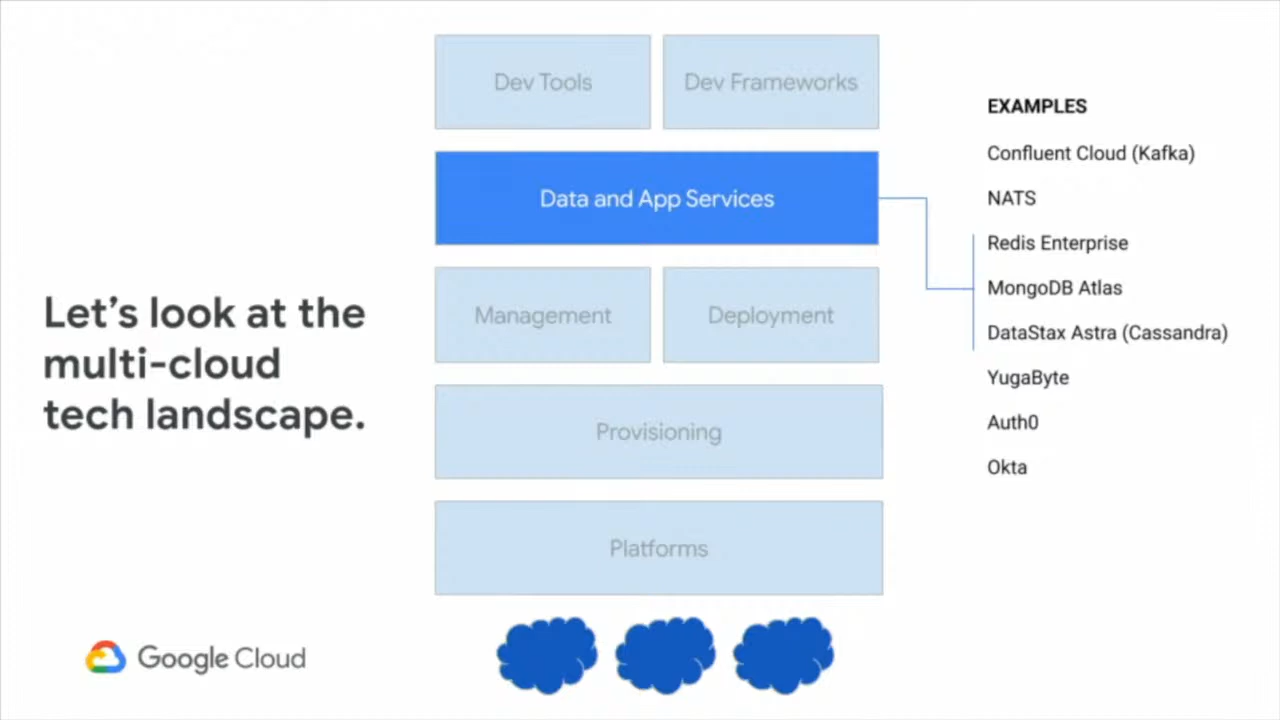 Let's look at the
multi-cloud
tech landscape.
Dev Tools
Dev Frameworks
Data and App Services
Management
Deployment
Provisioning
Platforms
EXAMPLES
Confluent Cloud (Kafka)
NATS
Redis Enterprise
MongoDB Atlas
DataStax Astra (Cassandra)
YugaByte
Auth0
Okta
Google Cloud